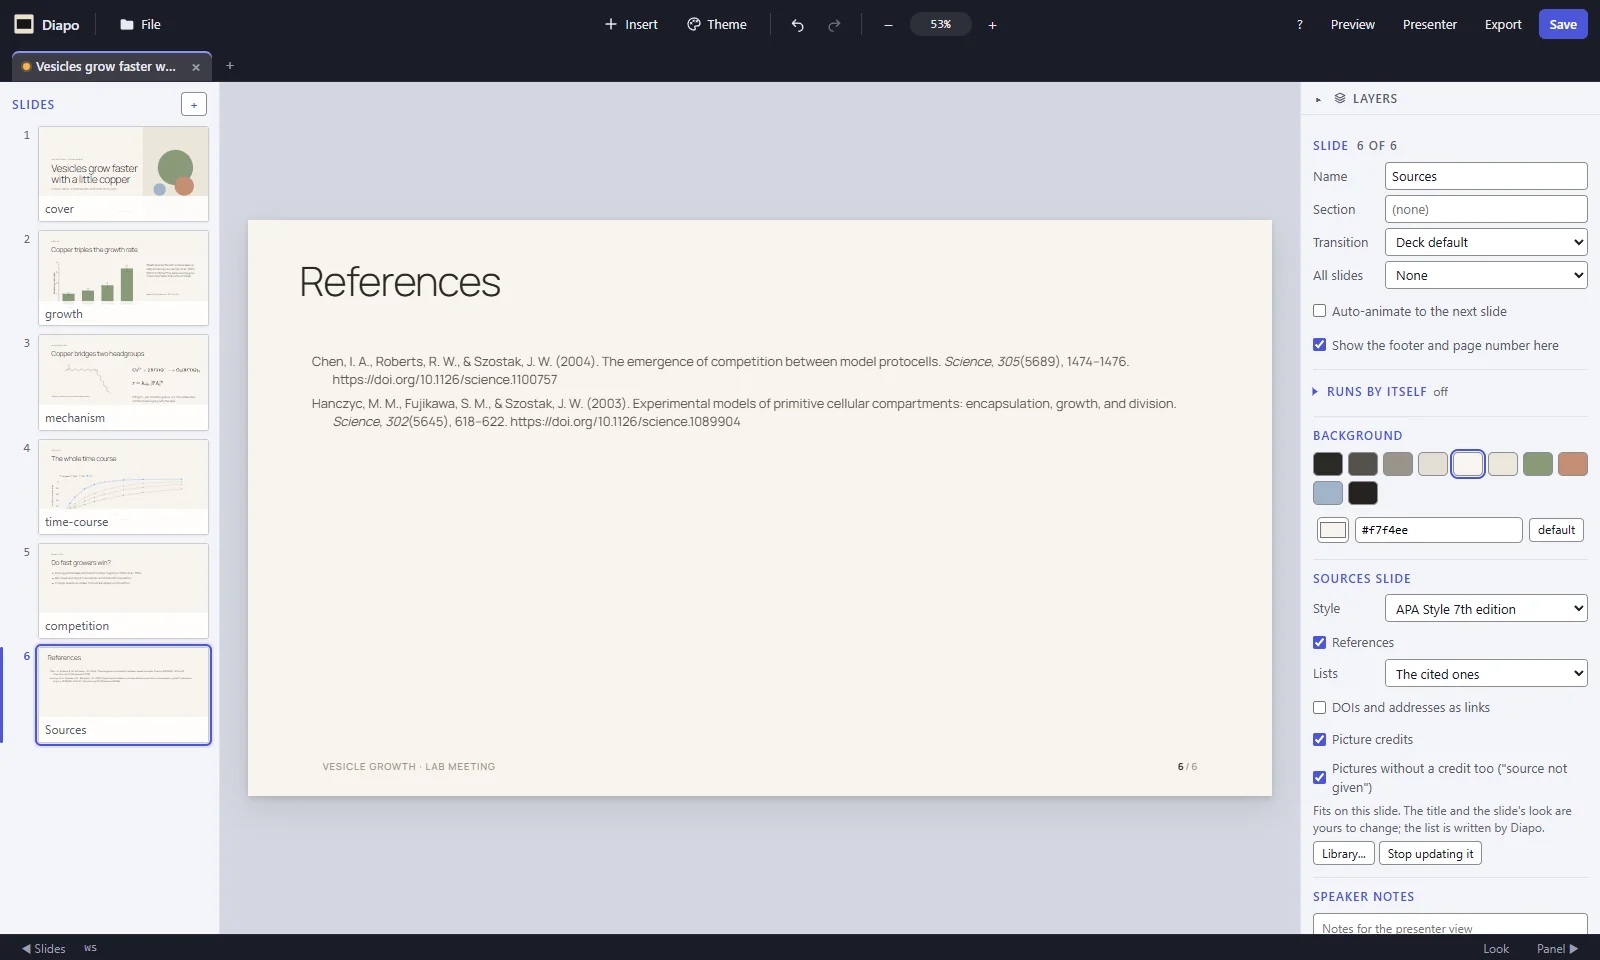 Diapo
File
Insert
Theme
− 53% +
?
Preview
Presenter
Export
Save
Vesicles grow faster w... ×
+
SLIDES
+
1
Vesicles grow faster
with a little copper
cover
2
Copper triples the growth rate
growth
3
Copper bridges two headgroups
mechanism
4
The whole time course
time-course
5
Do fast growers win?
competition
6
References
Sources
References
Chen, I. A., Roberts, R. W., & Szostak, J. W. (2004). The emergence of competition between model protocells. Science, 305(5689), 1474–1476.
https://doi.org/10.1126/science.1100757
Hanczyc, M. M., Fujikawa, S. M., & Szostak, J. W. (2003). Experimental models of primitive cellular compartments: encapsulation, growth, and division.
Science, 302(5645), 618–622. https://doi.org/10.1126/science.1089904
VESICLE GROWTH · LAB MEETING
6 / 6
LAYERS
SLIDE 6 OF 6
Name Sources
Section (none)
Transition Deck default
All slides None
Auto-animate to the next slide
Show the footer and page number here
RUNS BY ITSELF off
BACKGROUND
#f7f4ee default
SOURCES SLIDE
Style APA Style 7th edition
References
Lists The cited ones
DOIs and addresses as links
Picture credits
Pictures without a credit too ("source not
given")
Fits on this slide. The title and the slide's look are
yours to change; the list is written by Diapo.
Library... Stop updating it
SPEAKER NOTES
Notes for the presenter view
◀ Slides ws
Look Panel ▶